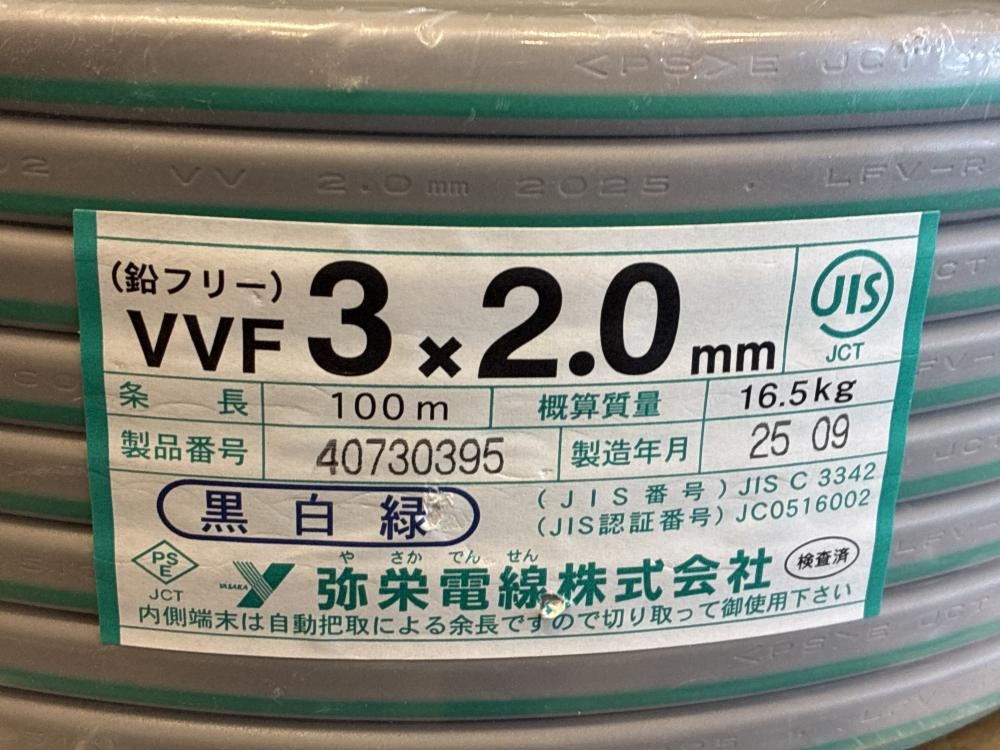 <PS>E JCT
VV 2.0mm 2025 . LFV-R
(鉛フリー)
VVF 3×2.0mm
JIS
JCT
条長 100m 概算質量 16.5kg
製品番号 40730395 製造年月 25 09
黒 白 緑
(JIS番号) JIS C 3342
(JIS認証番号) JC0516002
PS
E
JCT
YASAKA
や さか でん せん
弥栄電線株式会社
検査済
内側端末は自動把取による余長ですので切り取って御使用下さい